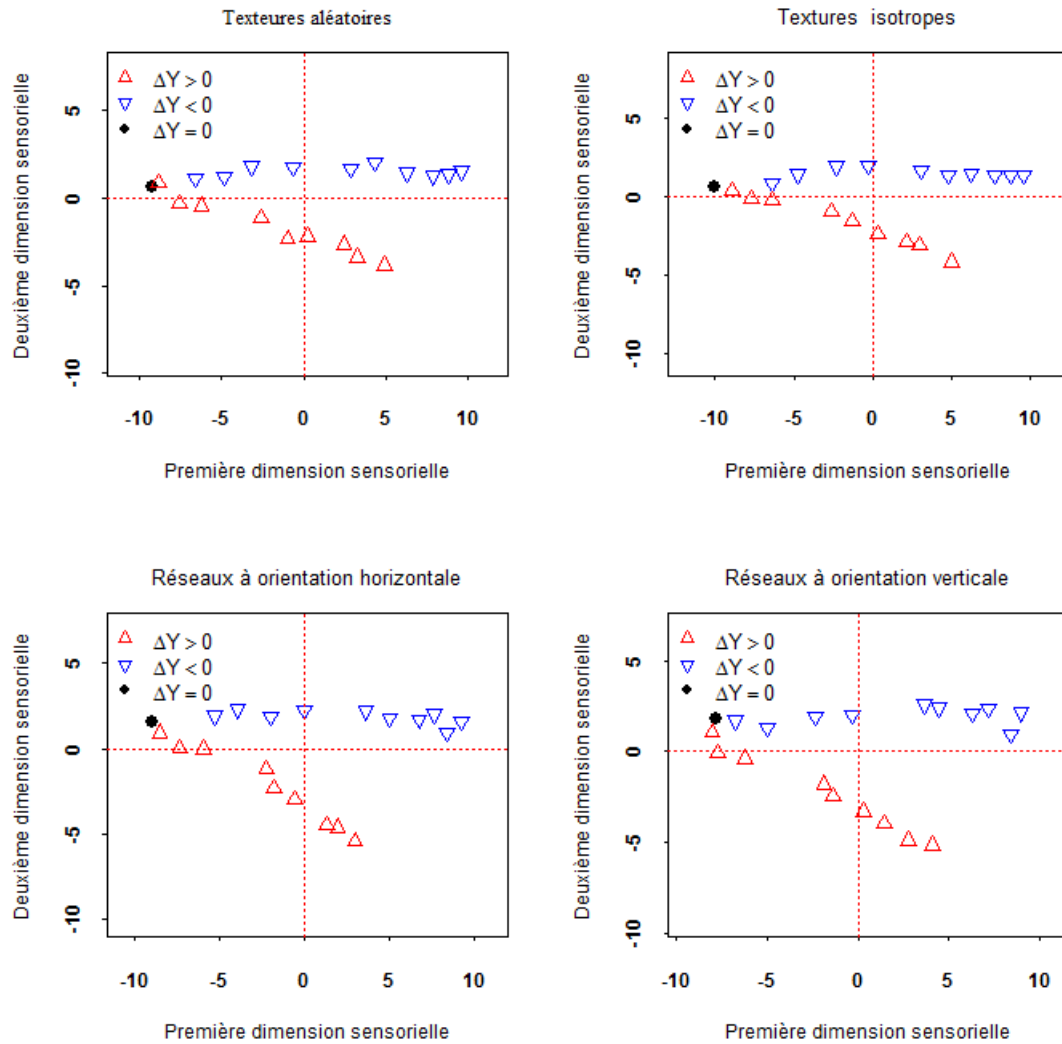 Texteures aléatoires
Deuxième dimension sensorielle
ΔY > 0
ΔY < 0
ΔY = 0
5
0
-5
-10
-10 -5 0 5 10
Première dimension sensorielle
Textures isotropes
Deuxième dimension sensorielle
ΔY > 0
ΔY < 0
ΔY = 0
5
0
-5
-10
-10 -5 0 5 10
Première dimension sensorielle
Réseaux à orientation horizontale
Deuxième dimension sensorielle
ΔY > 0
ΔY < 0
ΔY = 0
5
0
-5
-10
-10 -5 0 5 10
Première dimension sensorielle
Réseaux à orientation verticale
Deuxième dimension sensorielle
ΔY > 0
ΔY < 0
ΔY = 0
5
0
-5
-10
-10 -5 0 5 10
Première dimension sensorielle